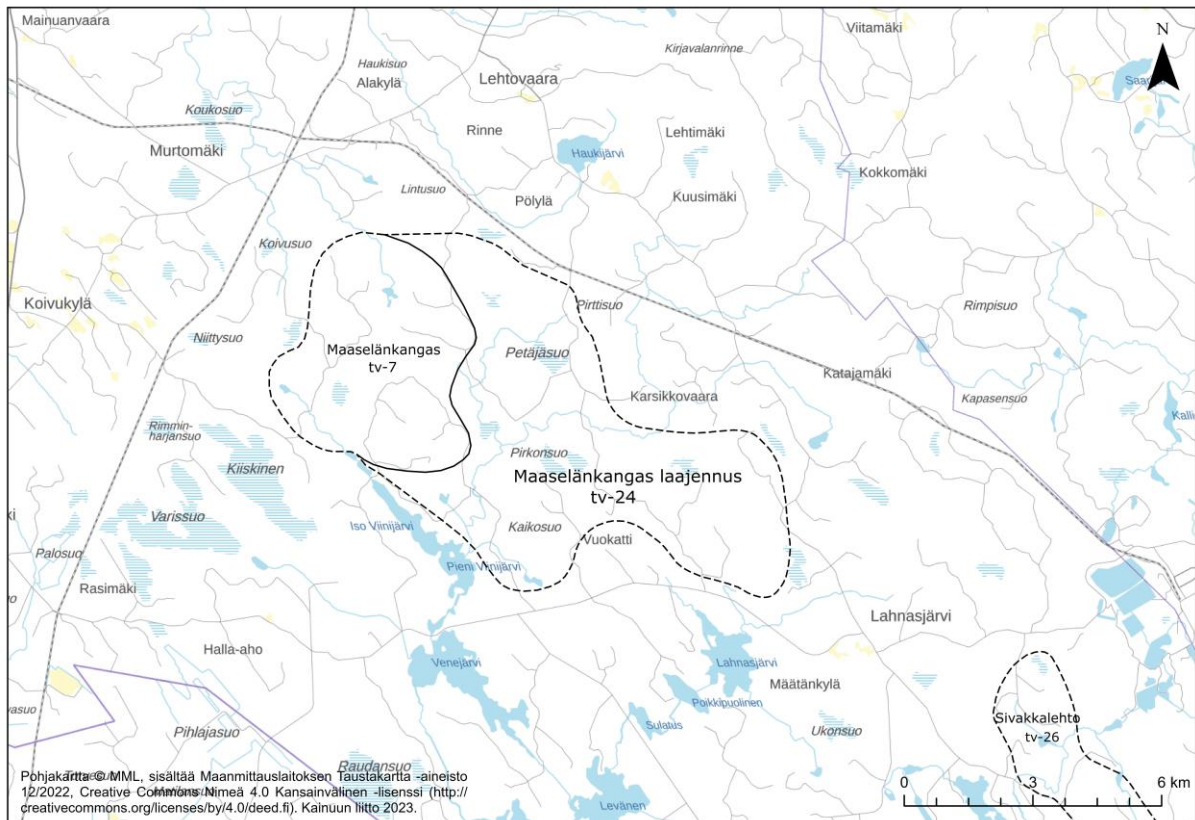 Mainuanvaara
Viitamäki
N
Haukisuo
Alakylä
Lehtovaara
Kirjavalanrinne
Koukosuo
Murtomäki
Rinne
Lehtimäki
Haukijärvi
Kokkomäki
Lintusuo
Pölylä
Kuusimäki
Koivusuo
Koivukylä
Pirttisuo
Rimpisuo
Niittysuo
Maaselänkangas
tv-7
Petäjäsuo
Katajamäki
Karsikkovaara
Kapasensuo
Rimmin-
harjansuo
Kiiskinen
Pirkonsuo
Maaselänkangas laajennus
tv-24
Varissuo
Iso Viinijärvi
Kaikosuo
Vuokatti
Palosuo
Pieni Viinijärvi
Rasimäki
Lahnasjärvi
Halla-aho
Venejärvi
Lahnasjärvi
Määtänkylä
Poikkipuolinen
Sulatus
Ukonsuo
Sivakkalehto
tv-26
Pihlajasuo
Raudansuo
Levänen
0 3 6 km
Pohjakartta © MML, sisältää Maanmittauslaitoksen Taustakartta -aineisto
12/2022, Creative Commons Nimeä 4.0 Kansainvälinen -lisenssi (http://
creativecommons.org/licenses/by/4.0/deed.fi). Kainuun liitto 2023.